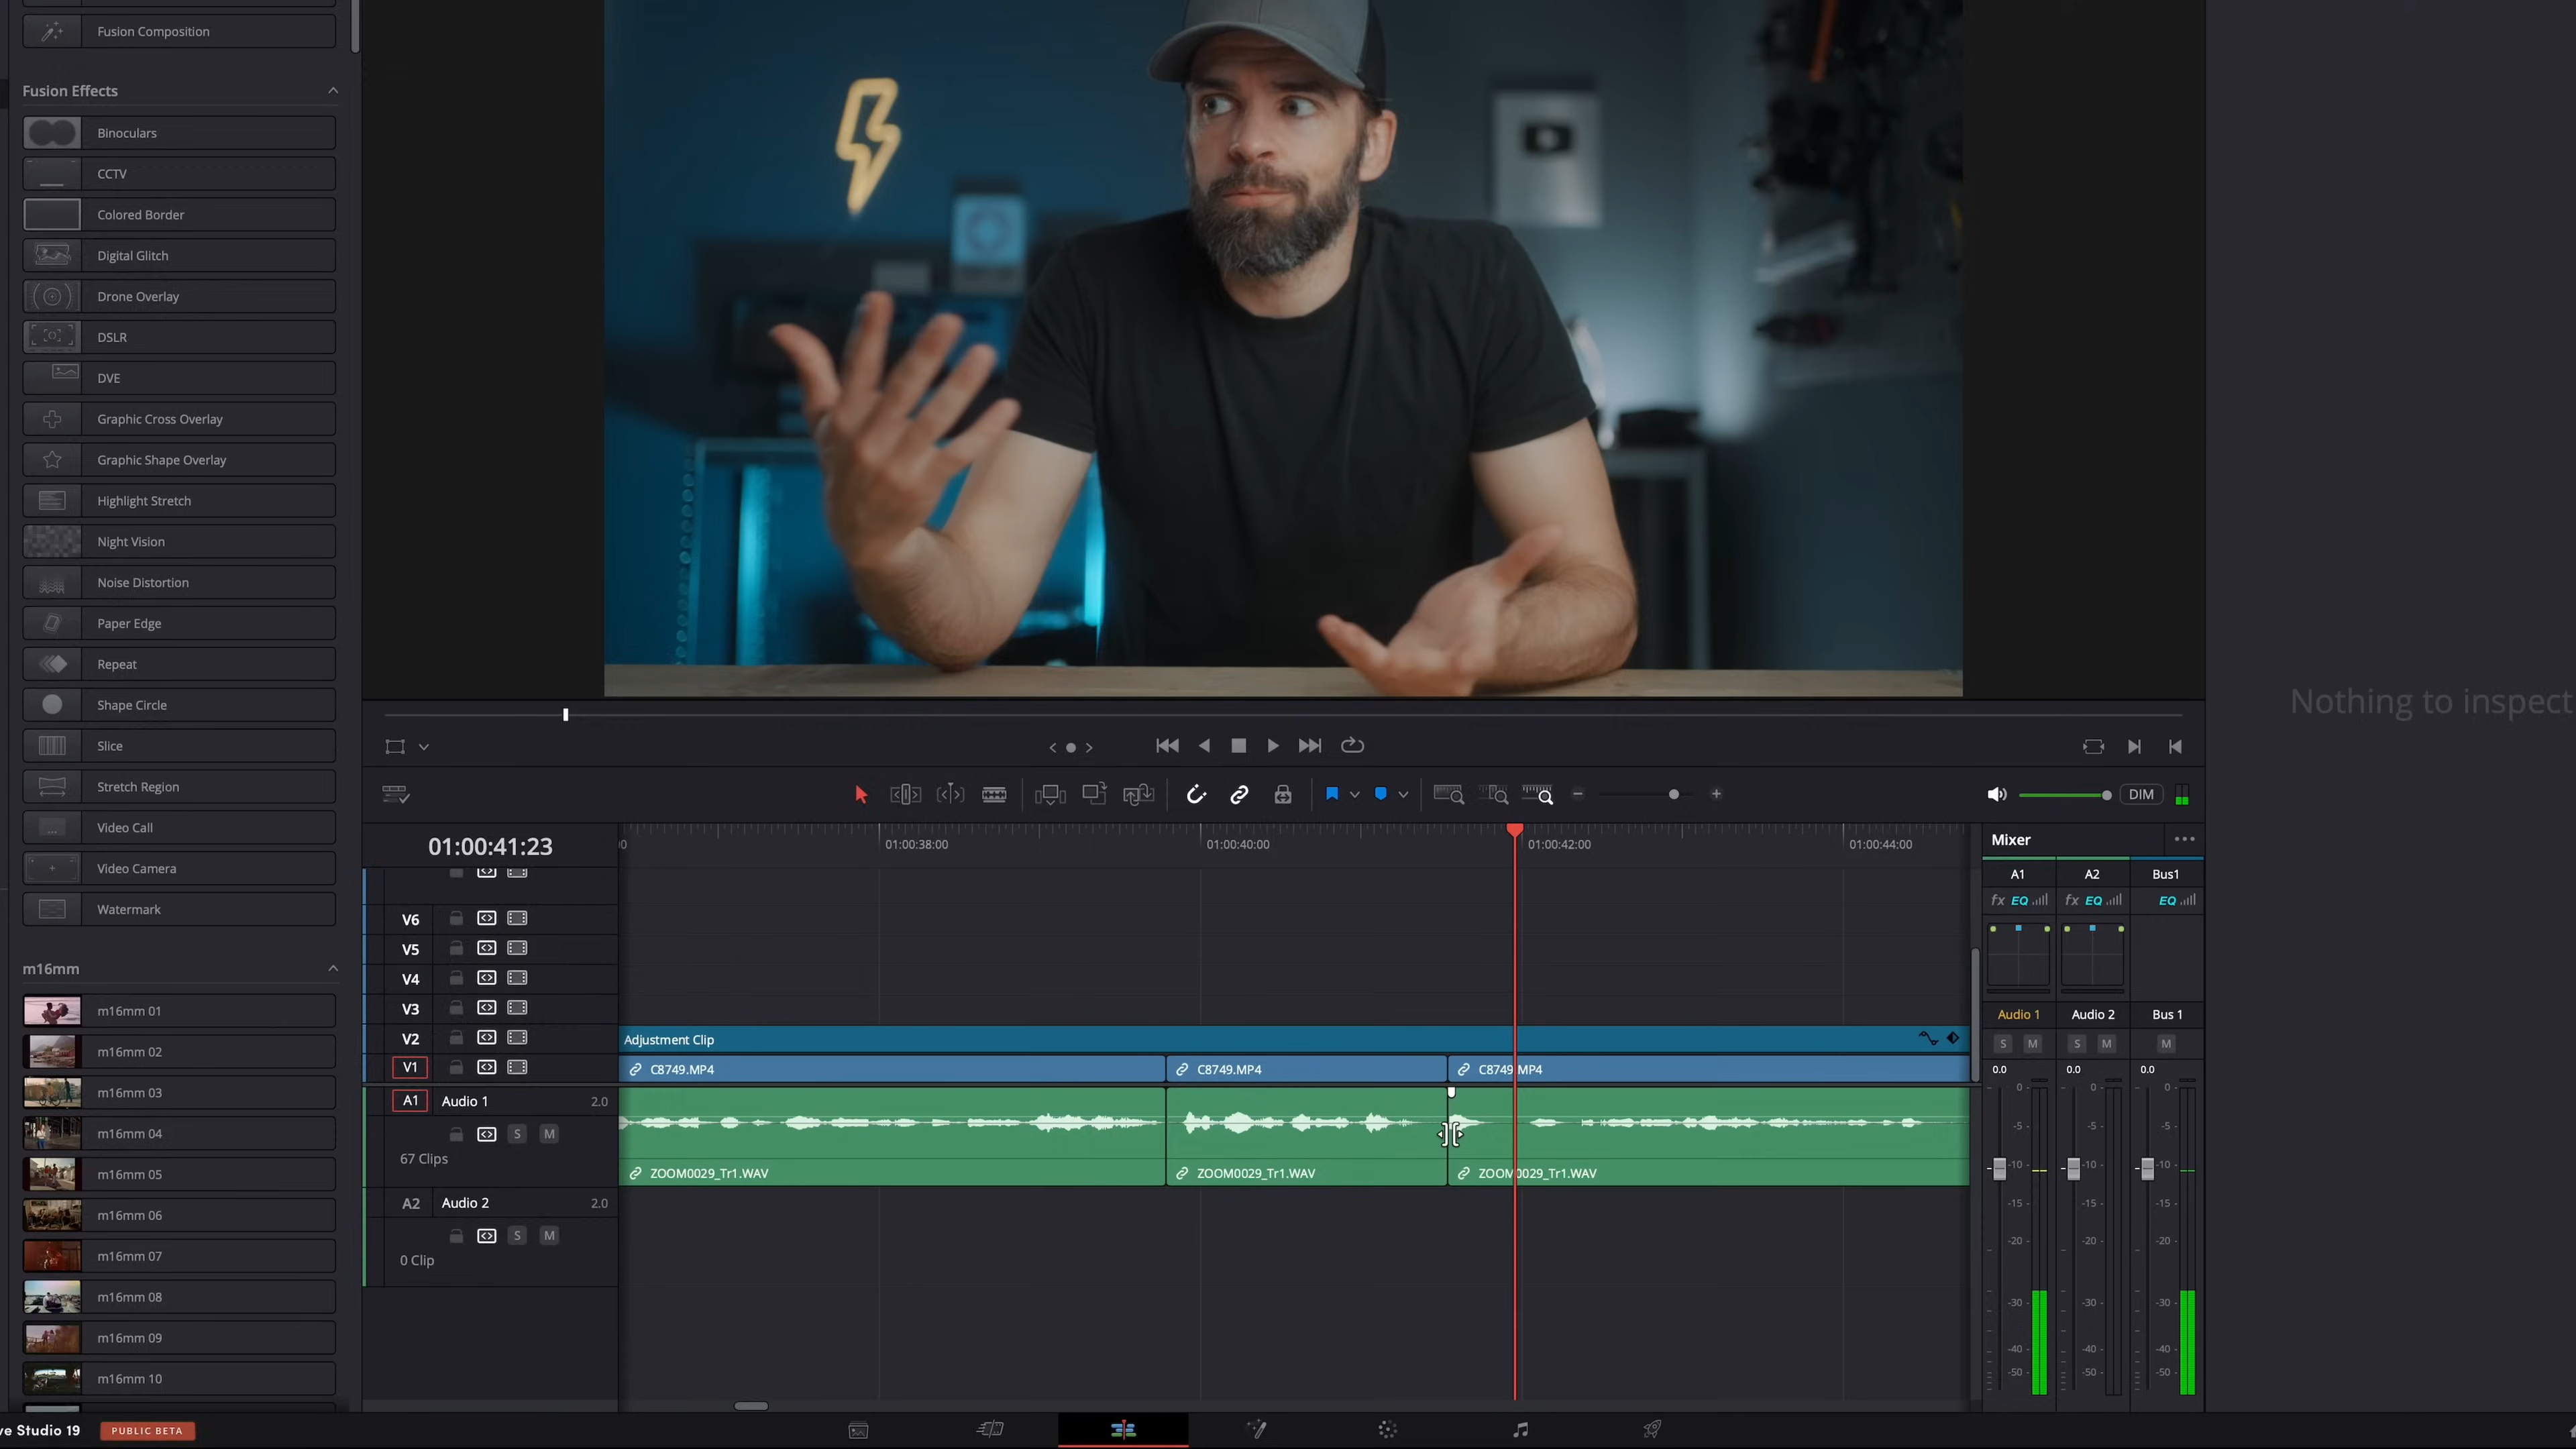 Fusion Composition
Fusion Effects
Binoculars
CCTV
Colored Border
Digital Glitch
Drone Overlay
DSLR
DVE
Graphic Cross Overlay
Graphic Shape Overlay
Highlight Stretch
Night Vision
Noise Distortion
Paper Edge
Repeat
Shape Circle
Slice
Stretch Region
Video Call
Video Camera
Watermark
m16mm
m16mm 01
m16mm 02
m16mm 03
m16mm 04
m16mm 05
m16mm 06
m16mm 07
m16mm 08
m16mm 09
m16mm 10
Nothing to inspect
DIM
01:00:41:23
01:00:38:00 01:00:40:00 01:00:42:00 01:00:44:00
V6
V5
V4
V3
V2 Adjustment Clip
V1 C8749.MP4 C8749.MP4 C8749.MP4
A1 Audio 1 2.0
S M
67 Clips
ZOOM0029_Tr1.WAV ZOOM0029_Tr1.WAV ZOOM0029_Tr1.WAV
A2 Audio 2 2.0
S M
0 Clip
Mixer
A1 A2 Bus1
fx EQ fx EQ EQ
Audio 1 Audio 2 Bus 1
S M S M M
0.0 0.0 0.0
0 0 0
-5 -5 -5
-10 -10 -10
-15 -15 -15
-20 -20 -20
-30 -30 -30
-40 -40 -40
-50 -50 -50
ve Studio 19 PUBLIC BETA